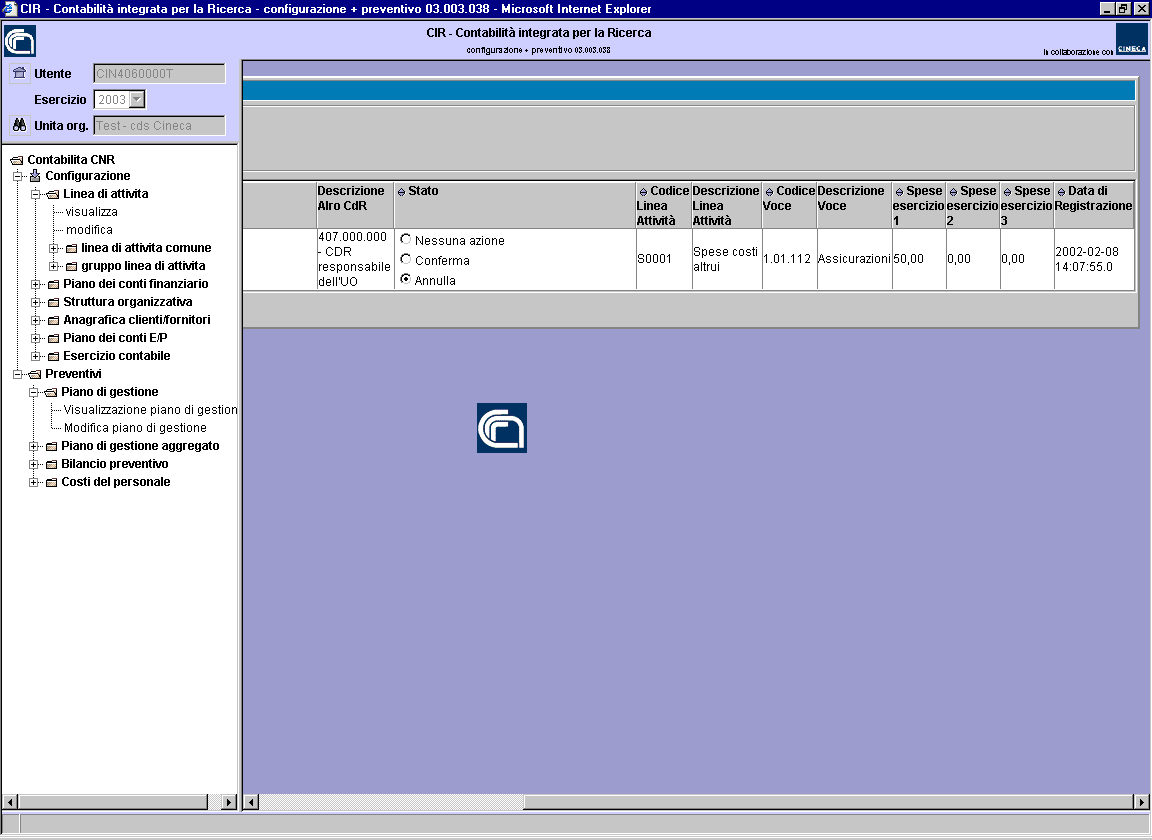 CIR - Contabilità integrata per la Ricerca - configurazione + preventivo 03.003.038 - Microsoft Internet Explorer
CIR - Contabilità integrata per la Ricerca
configurazione + preventivo 03.003.038
In collaborazione con
CINECA
Utente CIN4060000T
Esercizio 2003
Unita org. Test - cds Cineca
Contabilita CNR
Configurazione
Linea di attivita
visualizza
modifica
linea di attivita comune
gruppo linea di attivita
Piano dei conti finanziario
Struttura organizzativa
Anagrafica clienti/fornitori
Piano dei conti E/P
Esercizio contabile
Preventivi
Piano di gestione
Visualizzazione piano di gestion
Modifica piano di gestione
Piano di gestione aggregato
Bilancio preventivo
Costi del personale
Descrizione Alro CdR
Stato
Codice Linea Attività
Descrizione Linea Attività
Codice Voce
Descrizione Voce
Spese esercizio 1
Spese esercizio 2
Spese esercizio 3
Data di Registrazione
407.000.000
- CDR
responsabile
dell'UO
Nessuna azione
Conferma
Annulla
S0001
Spese costi
altrui
1.01.112
Assicurazioni
50,00
0,00
0,00
2002-02-08
14:07:55.0